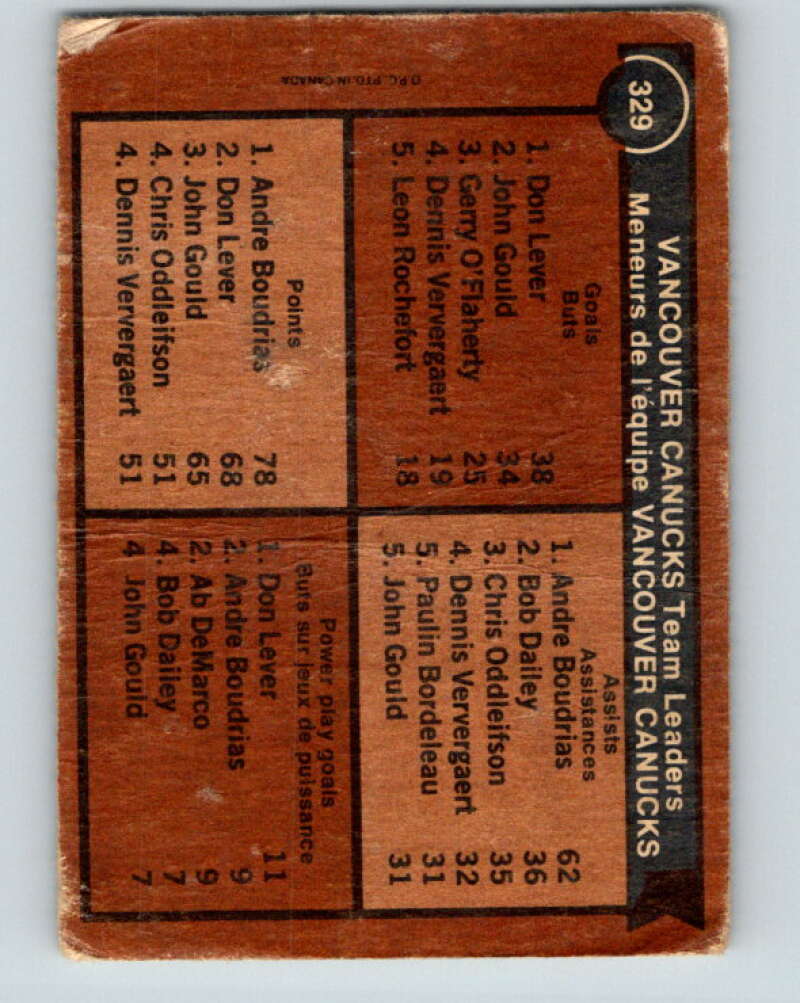 329
VANCOUVER CANUCKS Team Leaders
Meneurs de l'équipe VANCOUVER CANUCKS
Goals
Buts
1. Don Lever 38
2. John Gould 34
3. Gerry O'Flaherty 25
4. Dennis Ververgaert 19
5. Leon Rochefort 18
Assists
Assistances
1. Andre Boudrias 62
2. Bob Dailey 36
3. Chris Oddleifson 35
4. Dennis Ververgaert 32
5. Paulin Bordeleau 31
5. John Gould 31
Points
1. Andre Boudrias 78
2. Don Lever 68
3. John Gould 65
4. Chris Oddleifson 51
4. Dennis Ververgaert 51
Power play goals
Buts sur jeux de puissance
1. Don Lever 11
2. Andre Boudrias 9
2. Ab DeMarco 9
4. Bob Dailey 7
4 John Gould 7
O.P.C. PTD. IN CANADA